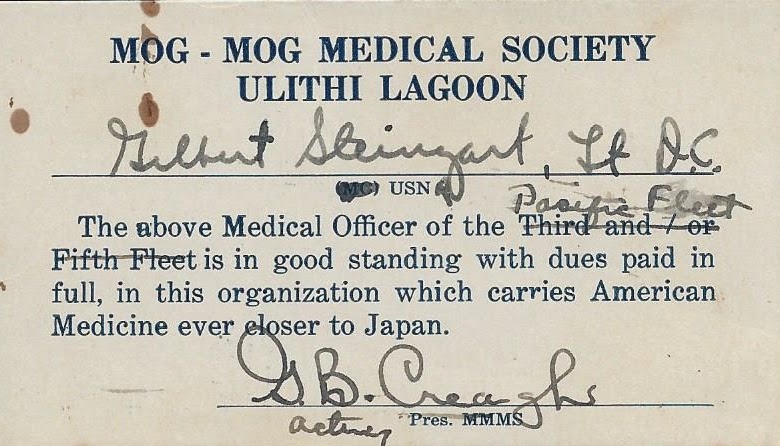 MOG - MOG MEDICAL SOCIETY
ULITHI LAGOON
Gilbert Steingart, Lt D.C.
(MC) USN R
Pacific Fleet
The above Medical Officer of the Third and / or
Fifth Fleet is in good standing with dues paid in
full, in this organization which carries American
Medicine ever closer to Japan.
G.B. Creagh
acting Pres. MMMS